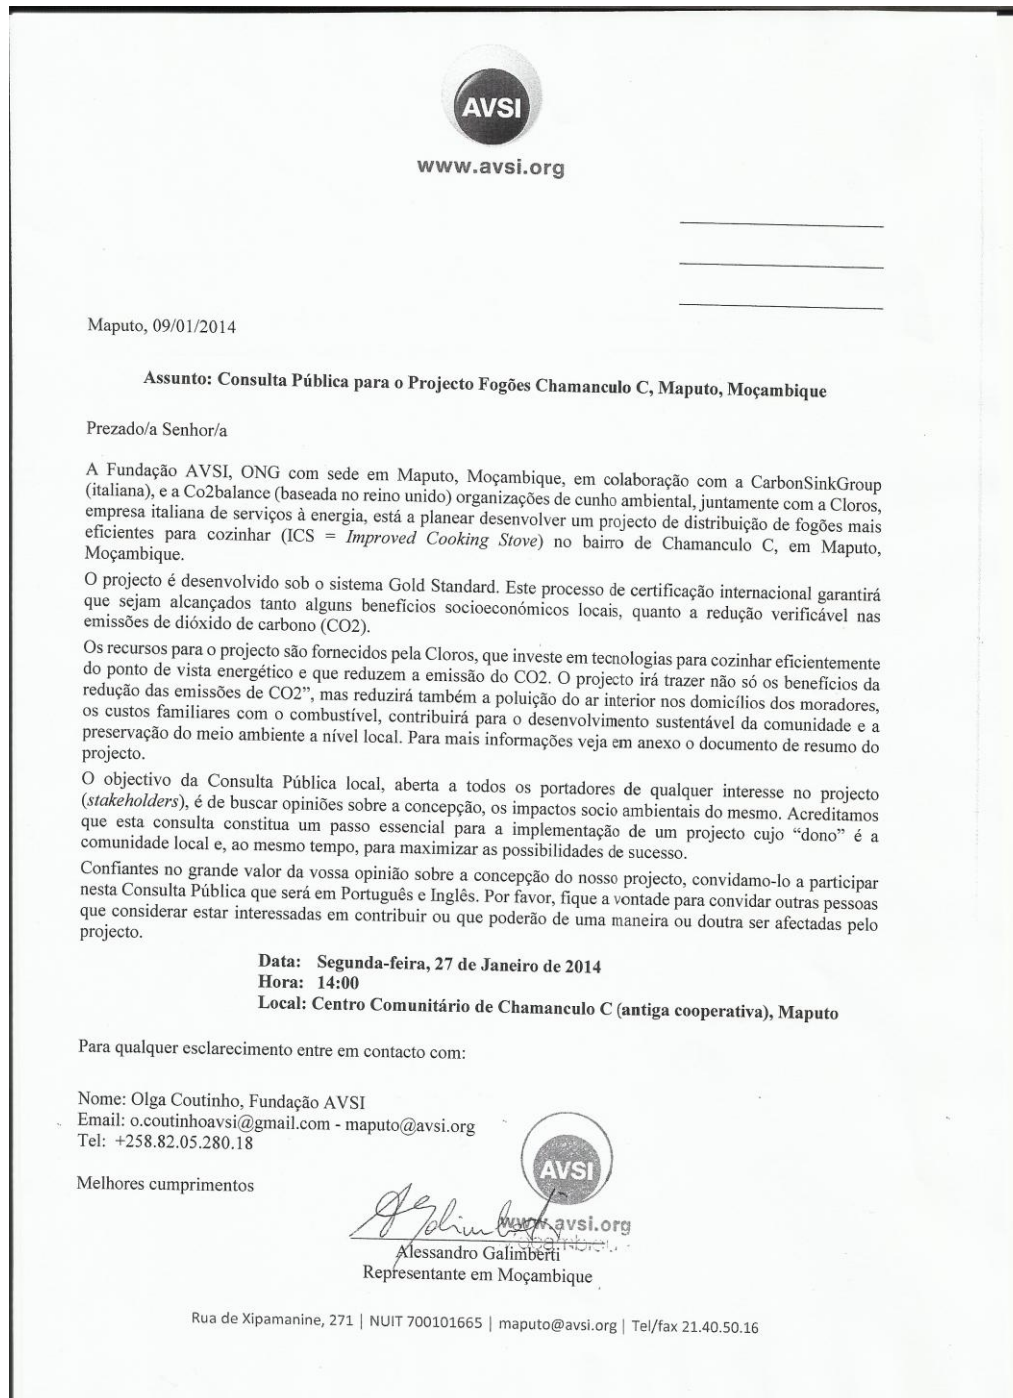 AVSI
www.avsi.org
Maputo, 09/01/2014
Assunto: Consulta Pública para o Projecto Fogões Chamanculo C, Maputo, Moçambique
Prezado/a Senhor/a
A Fundação AVSI, ONG com sede em Maputo, Moçambique, em colaboração com a CarbonSinkGroup
(italiana), e a Co2balance (baseada no reino unido) organizações de cunho ambiental, juntamente com a Cloros,
empresa italiana de serviços à energia, está a planear desenvolver um projecto de distribuição de fogões mais
eficientes para cozinhar (ICS = Improved Cooking Stove) no bairro de Chamanculo C, em Maputo,
Moçambique.
O projecto é desenvolvido sob o sistema Gold Standard. Este processo de certificação internacional garantirá
que sejam alcançados tanto alguns benefícios socioeconómicos locais, quanto a redução verificável nas
emissões de dióxido de carbono (CO2).
Os recursos para o projecto são fornecidos pela Cloros, que investe em tecnologias para cozinhar eficientemente
do ponto de vista energético e que reduzem a emissão do CO2. O projecto irá trazer não só os benefícios da
redução das emissões de CO2”, mas reduzirá também a poluição do ar interior nos domicílios dos moradores,
os custos familiares com o combustível, contribuirá para o desenvolvimento sustentável da comunidade e a
preservação do meio ambiente a nível local. Para mais informações veja em anexo o documento de resumo do
projecto.
O objectivo da Consulta Pública local, aberta a todos os portadores de qualquer interesse no projecto
(stakeholders), é de buscar opiniões sobre a concepção, os impactos socio ambientais do mesmo. Acreditamos
que esta consulta constitua um passo essencial para a implementação de um projecto cujo “dono” é a
comunidade local e, ao mesmo tempo, para maximizar as possibilidades de sucesso.
Confiantes no grande valor da vossa opinião sobre a concepção do nosso projecto, convidamo-lo a participar
nesta Consulta Pública que será em Português e Inglês. Por favor, fique a vontade para convidar outras pessoas
que considerar estar interessadas em contribuir ou que poderão de uma maneira ou doutra ser afectadas pelo
projecto.
Data: Segunda-feira, 27 de Janeiro de 2014
Hora: 14:00
Local: Centro Comunitário de Chamanculo C (antiga cooperativa), Maputo
Para qualquer esclarecimento entre em contacto com:
Nome: Olga Coutinho, Fundação AVSI
Email: o.coutinhoavsi@gmail.com - maputo@avsi.org
Tel: +258.82.05.280.18
Melhores cumprimentos
AVSI
www.avsi.org
Alessandro Galimberti
Representante em Moçambique
Rua de Xipamanine, 271 | NUIT 700101665 | maputo@avsi.org | Tel/fax 21.40.50.16